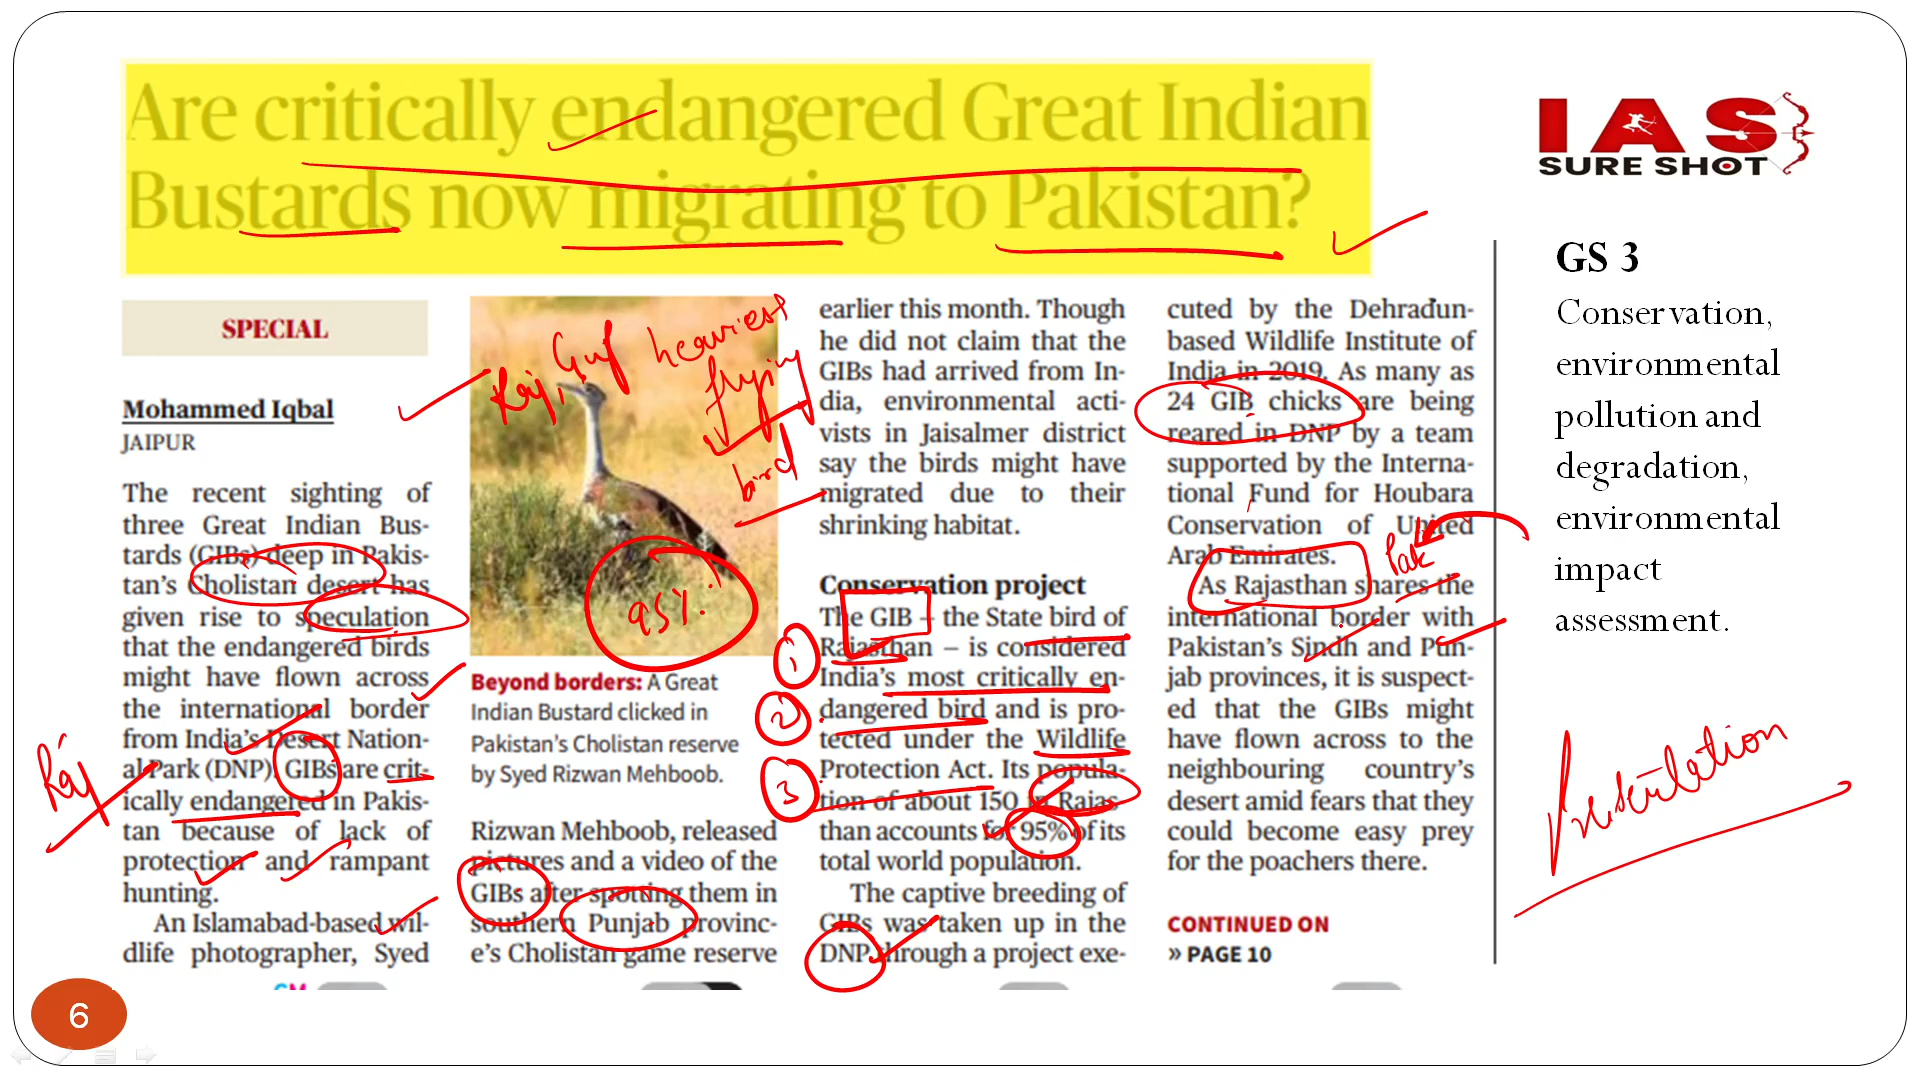 Are critically endangered Great Indian
Bustards now migrating to Pakistan?
IAS
SURE SHOT
GS 3
Conservation,
environmental
pollution and
degradation,
environmental
impact
assessment.
SPECIAL
Mohammed Iqbal
JAIPUR
The recent sighting of
three Great Indian Bus-
tards (GIBs) deep in Pakis-
tan's Cholistan desert has
given rise to speculation
that the endangered birds
might have flown across
the international border
from India's Desert Nation-
al Park (DNP). GIBs are crit-
ically endangered in Pakis-
tan because of lack of
protection and rampant
hunting.
An Islamabad-based wil-
dlife photographer, Syed
Raj
Raj, Guj heaviest
flying
bird
95%
Beyond borders: A Great
Indian Bustard clicked in
Pakistan's Cholistan reserve
by Syed Rizwan Mehboob.
Rizwan Mehboob, released
pictures and a video of the
GIBs after spotting them in
southern Punjab provinc-
e's Cholistan game reserve
earlier this month. Though
he did not claim that the
GIBs had arrived from In-
dia, environmental acti-
vists in Jaisalmer district
say the birds might have
migrated due to their
shrinking habitat.
Conservation project
The GIB – the State bird of
Rajasthan – is considered
India's most critically en-
dangered bird and is pro-
tected under the Wildlife
Protection Act. Its popula-
tion of about 150 in Rajas-
than accounts for 95% of its
total world population.
The captive breeding of
GIBs was taken up in the
DNP through a project exe-
1
2
3
cuted by the Dehradun-
based Wildlife Institute of
India in 2019. As many as
24 GIB chicks are being
reared in DNP by a team
supported by the Interna-
tional Fund for Houbara
Conservation of United
Arab Emirates.
Pak
As Rajasthan shares the
international border with
Pakistan's Sindh and Pun-
jab provinces, it is suspect-
ed that the GIBs might
have flown across to the
neighbouring country's
desert amid fears that they
could become easy prey
for the poachers there.
CONTINUED ON
» PAGE 10
6